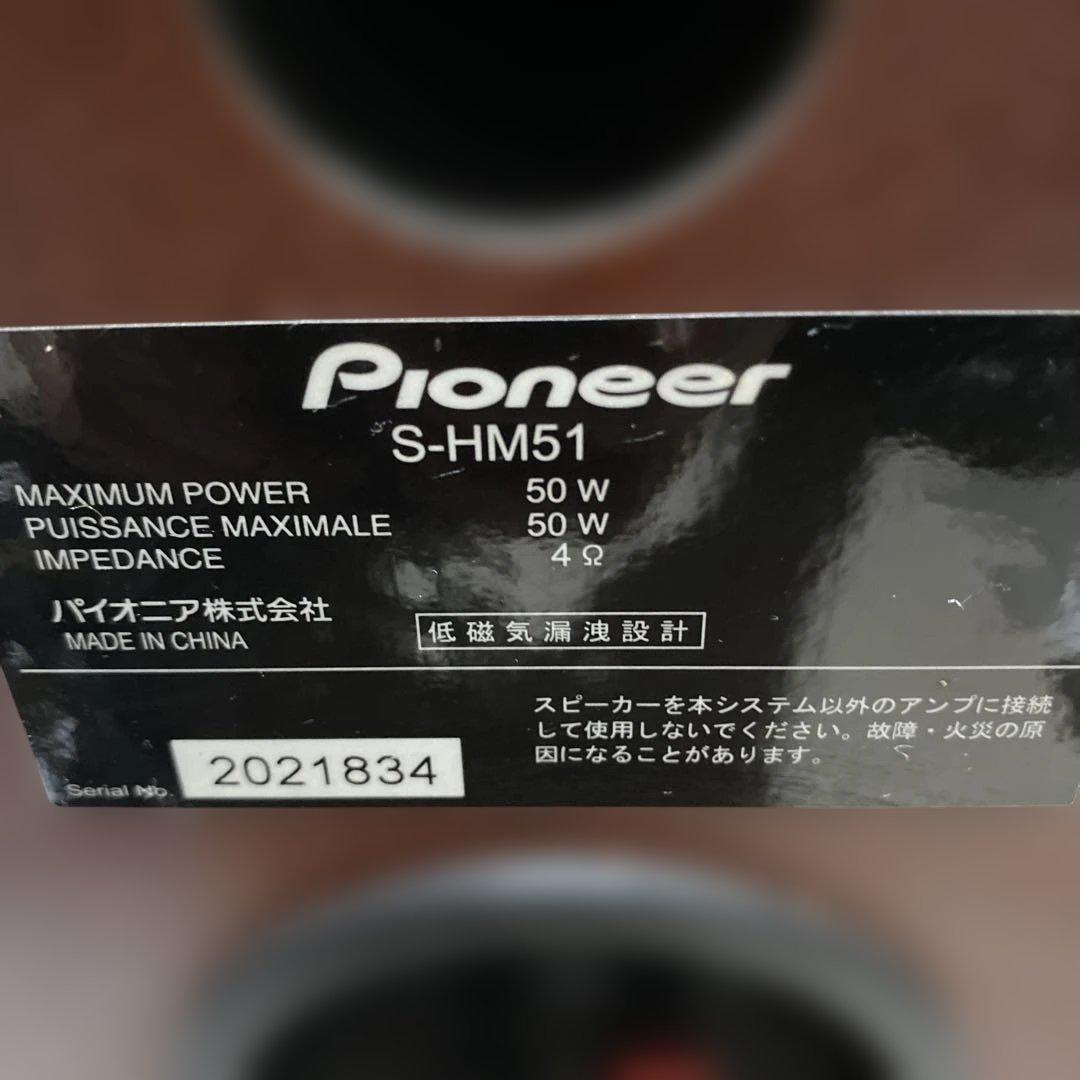 Pioneer
S-HM51
MAXIMUM POWER 50 W
PUISSANCE MAXIMALE 50 W
IMPEDANCE 4 Ω
パイオニア株式会社
MADE IN CHINA
低磁気漏洩設計
スピーカーを本システム以外のアンプに接続
して使用しないでください。故障・火災の原
因になることがあります。
Serial No. 2021834